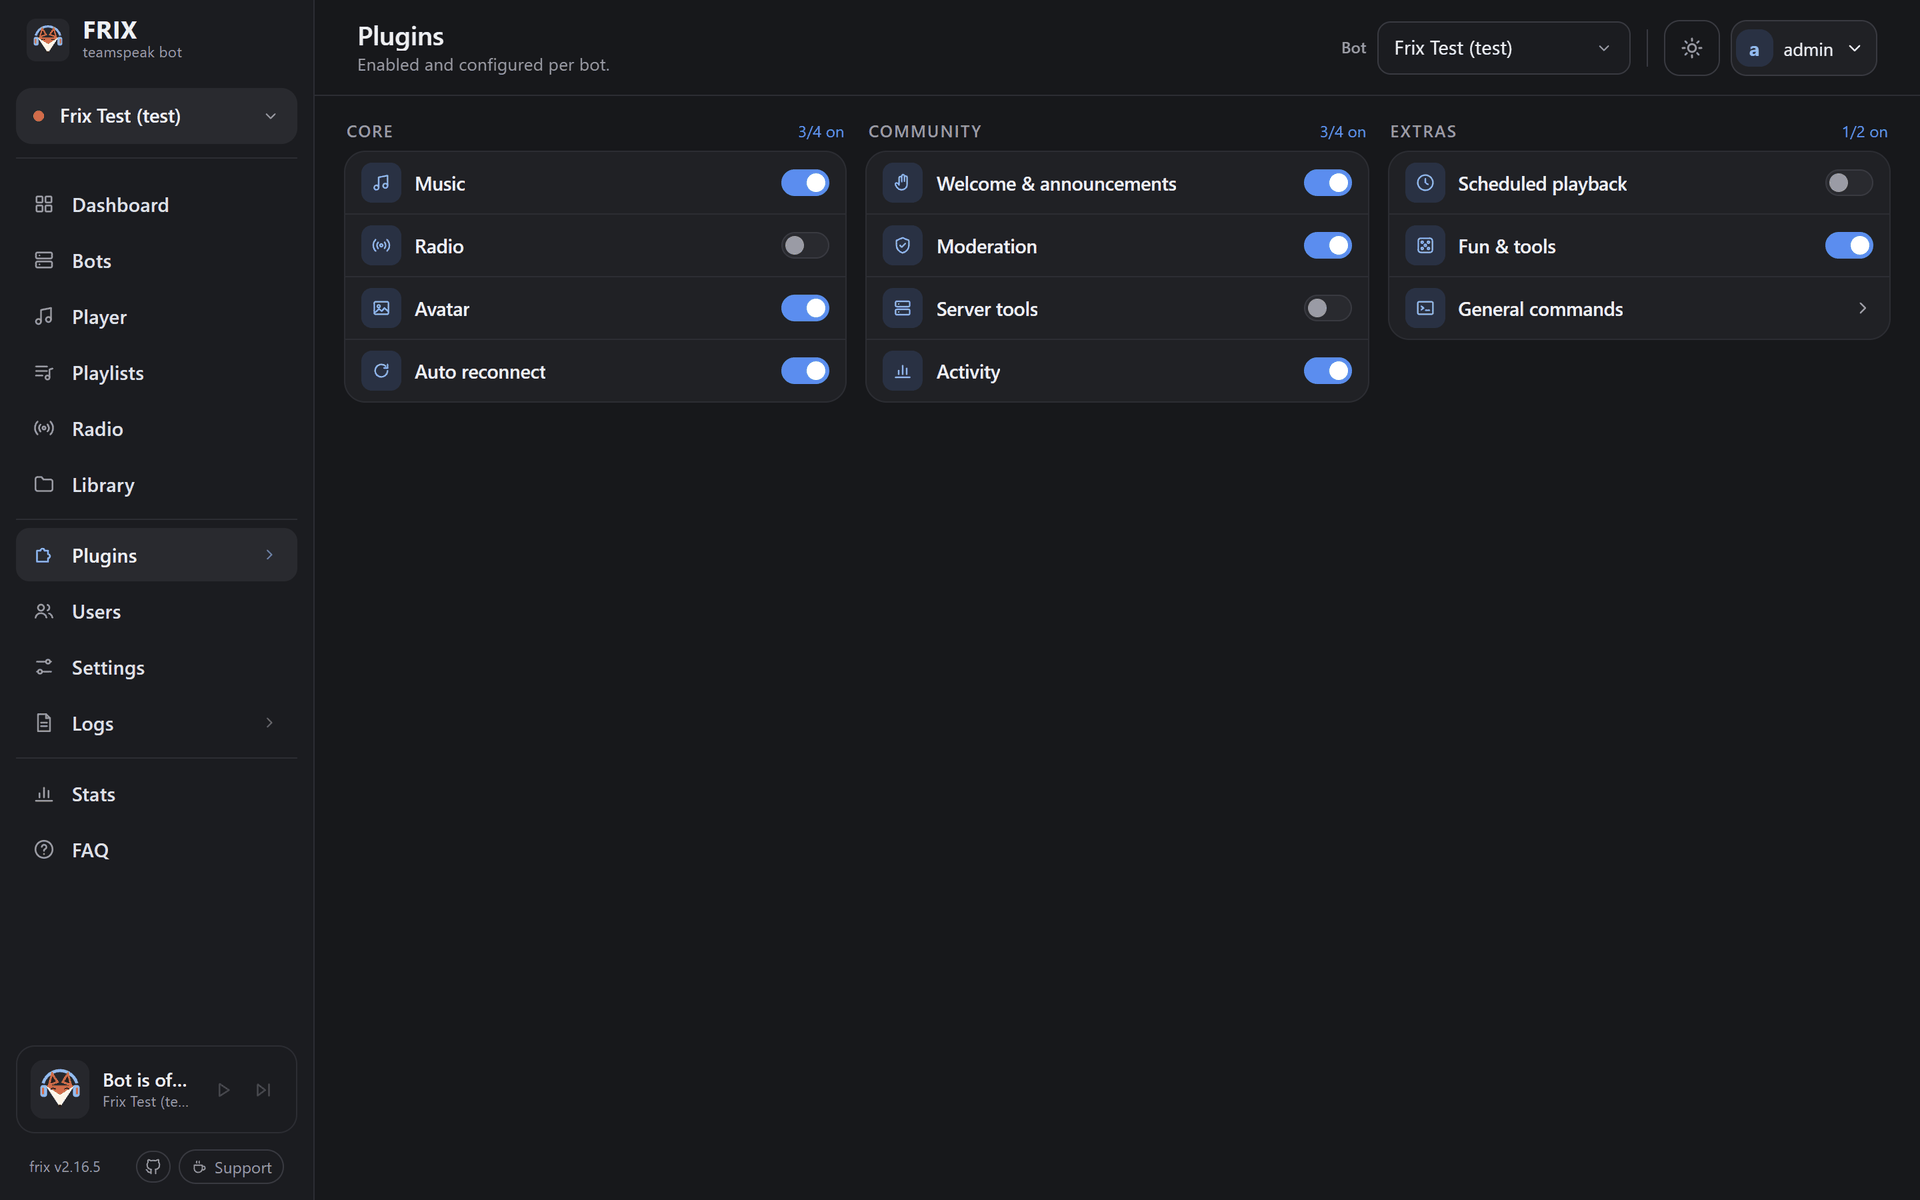 FRIX
teamspeak bot
Frix Test (test)
Dashboard
Bots
Player
Playlists
Radio
Library
Plugins
Users
Settings
Logs
Stats
FAQ
Bot is of...
Frix Test (te...
frix v2.16.5
Support
Plugins
Enabled and configured per bot.
Bot
Frix Test (test)
a
admin
CORE
3/4 on
Music
Radio
Avatar
Auto reconnect
COMMUNITY
3/4 on
Welcome & announcements
Moderation
Server tools
Activity
EXTRAS
1/2 on
Scheduled playback
Fun & tools
General commands